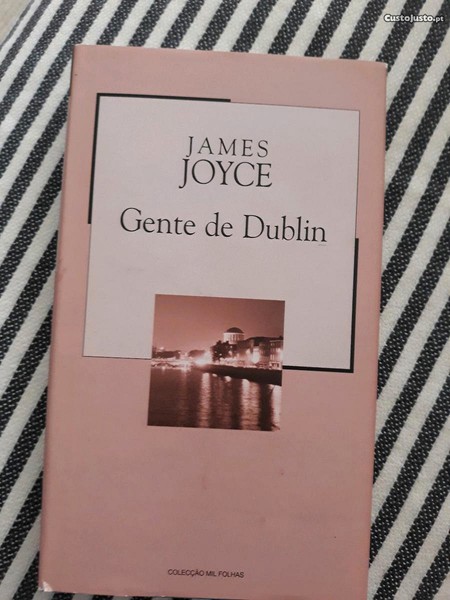 CustoJusto.pt
JAMES
JOYCE
Gente de Dublin
COLECÇÃO MIL FOLHAS